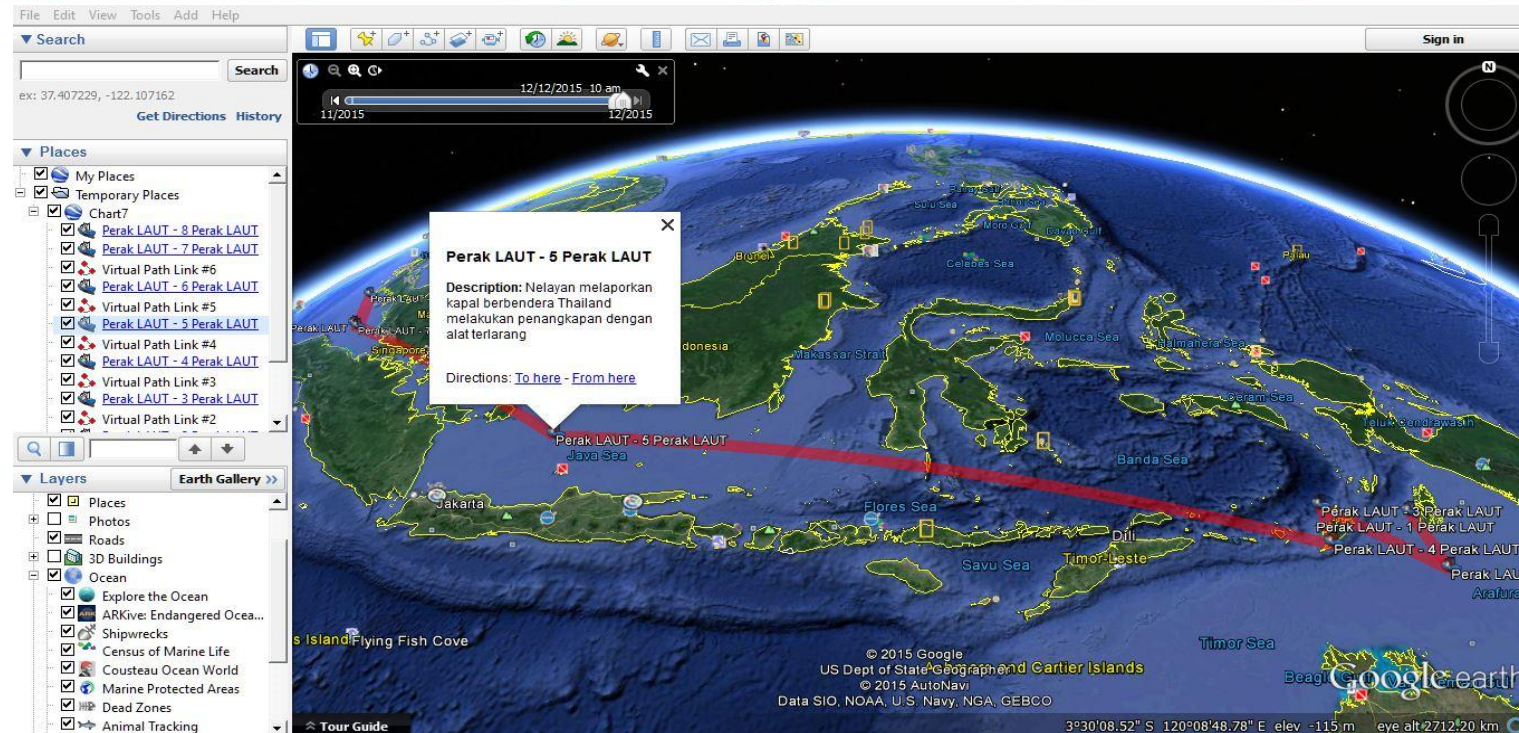 File Edit View Tools Add Help
Search
Search
ex: 37.407229, -122.107162
Get Directions History
Places
My Places
Temporary Places
Chart7
Perak LAUT - 8 Perak LAUT
Perak LAUT - 7 Perak LAUT
Virtual Path Link #6
Perak LAUT - 6 Perak LAUT
Virtual Path Link #5
Perak LAUT - 5 Perak LAUT
Virtual Path Link #4
Perak LAUT - 4 Perak LAUT
Virtual Path Link #3
Perak LAUT - 3 Perak LAUT
Virtual Path Link #2
Layers
Earth Gallery >>
Places
Photos
Roads
3D Buildings
Ocean
Explore the Ocean
ARKive: Endangered Ocea...
Shipwrecks
Census of Marine Life
Cousteau Ocean World
Marine Protected Areas
Dead Zones
Animal Tracking
Sign in
N
12/12/2015 10 am
11/2015
12/2015
Perak LAUT - 5 Perak LAUT
Description: Nelayan melaporkan
kapal berbendera Thailand
melakukan penangkapan dengan
alat terlarang
Directions: To here - From here
Sulu Sea
Moro Gulf
Davao Gulf
Brunei
Celebes Sea
Palau
Singapore
donesia
Makassar Strait
Molucca Sea
Halmahera Sea
Ceram Sea
Teluk Cendrawasih
Perak LAUT - 5 Perak LAUT
Java Sea
Banda Sea
Jakarta
Flores Sea
Perak LAUT - 3 Perak LAUT
Perak LAUT - 1 Perak LAUT
Dili
Perak LAUT - 4 Perak LAUT
Timor-Leste
Savu Sea
Perak LAU
Arafura
s Island
Flying Fish Cove
Timor Sea
© 2015 Google
US Dept of State Geographer
and Cartier Islands
© 2015 AutoNavi
Data SIO, NOAA, U.S. Navy, NGA, GEBCO
Google earth
Tour Guide
3°30'08.52" S 120°08'48.78" E elev -115 m eye alt 2712.20 km